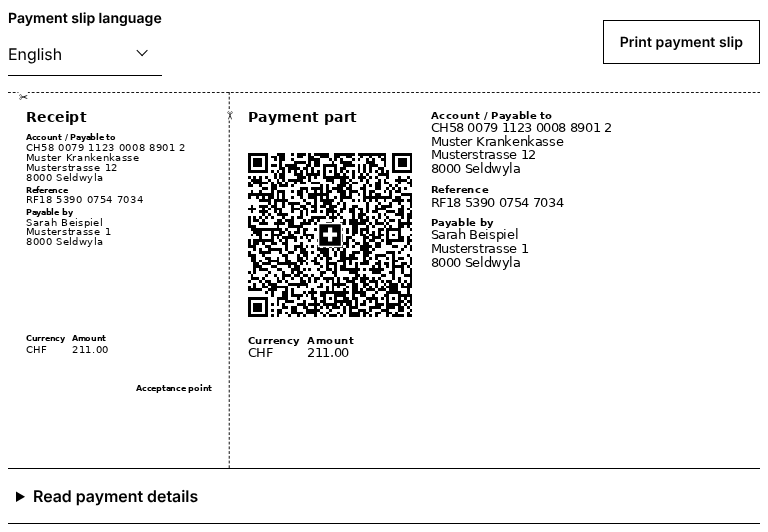 Payment slip language
English
Print payment slip
Receipt
Account / Payable to
CH58 0079 1123 0008 8901 2
Muster Krankenkasse
Musterstrasse 12
8000 Seldwyla
Reference
RF18 5390 0754 7034
Payable by
Sarah Beispiel
Musterstrasse 1
8000 Seldwyla
Currency Amount
CHF 211.00
Acceptance point
Payment part
Currency Amount
CHF 211.00
Account / Payable to
CH58 0079 1123 0008 8901 2
Muster Krankenkasse
Musterstrasse 12
8000 Seldwyla
Reference
RF18 5390 0754 7034
Payable by
Sarah Beispiel
Musterstrasse 1
8000 Seldwyla
Read payment details